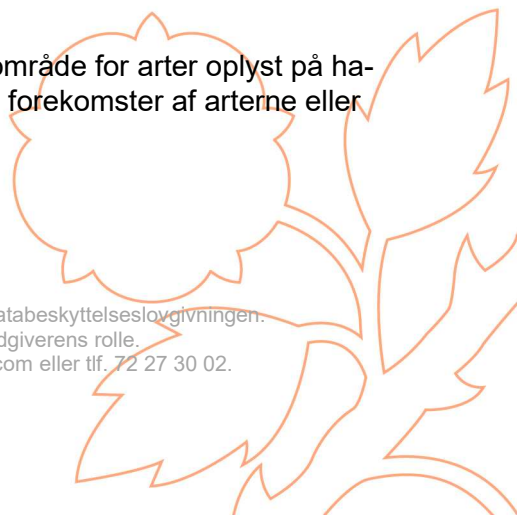 område for arter oplyst på ha-
forekomster af arterne eller
atabeskyttelseslovgivningen.
dgiverens rolle.
com eller tlf. 72 27 30 02.